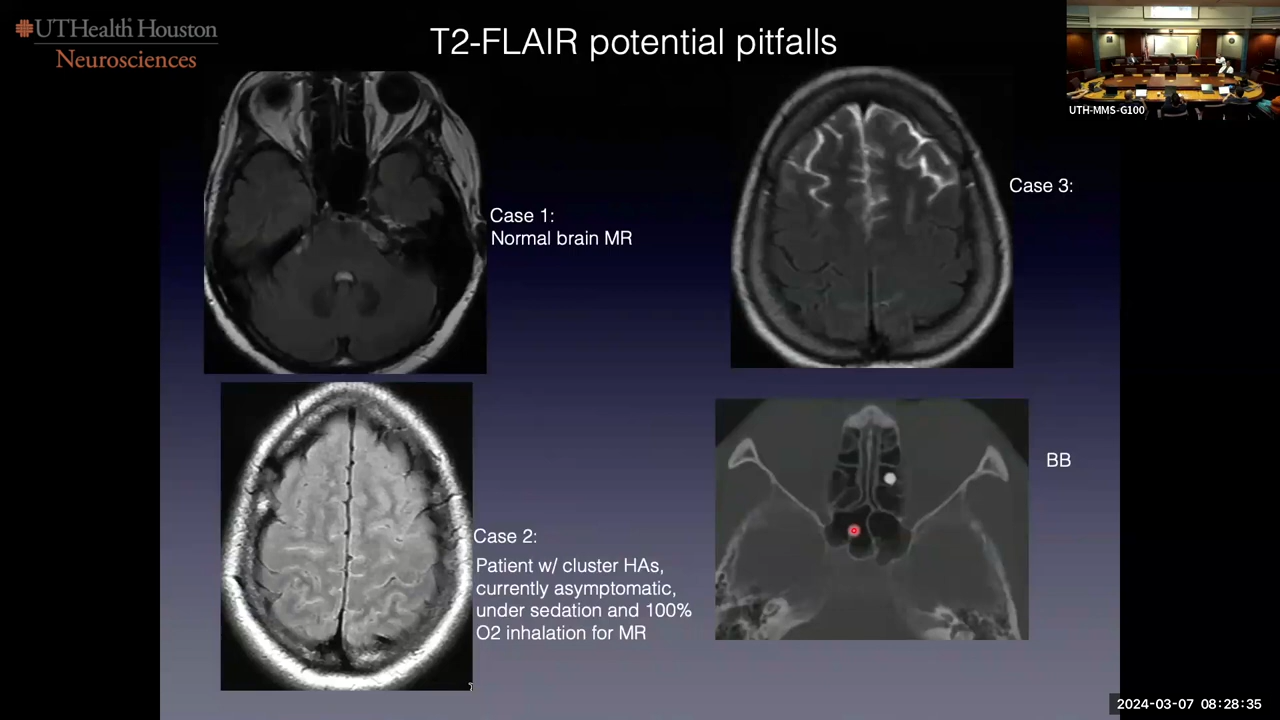 UTHealth Houston
Neurosciences
T2-FLAIR potential pitfalls
UTH-MMS-G100
Case 1:
Normal brain MR
Case 3:
Case 2:
Patient w/ cluster HAs,
currently asymptomatic,
under sedation and 100%
O2 inhalation for MR
BB
2024-03-07 08:28:35